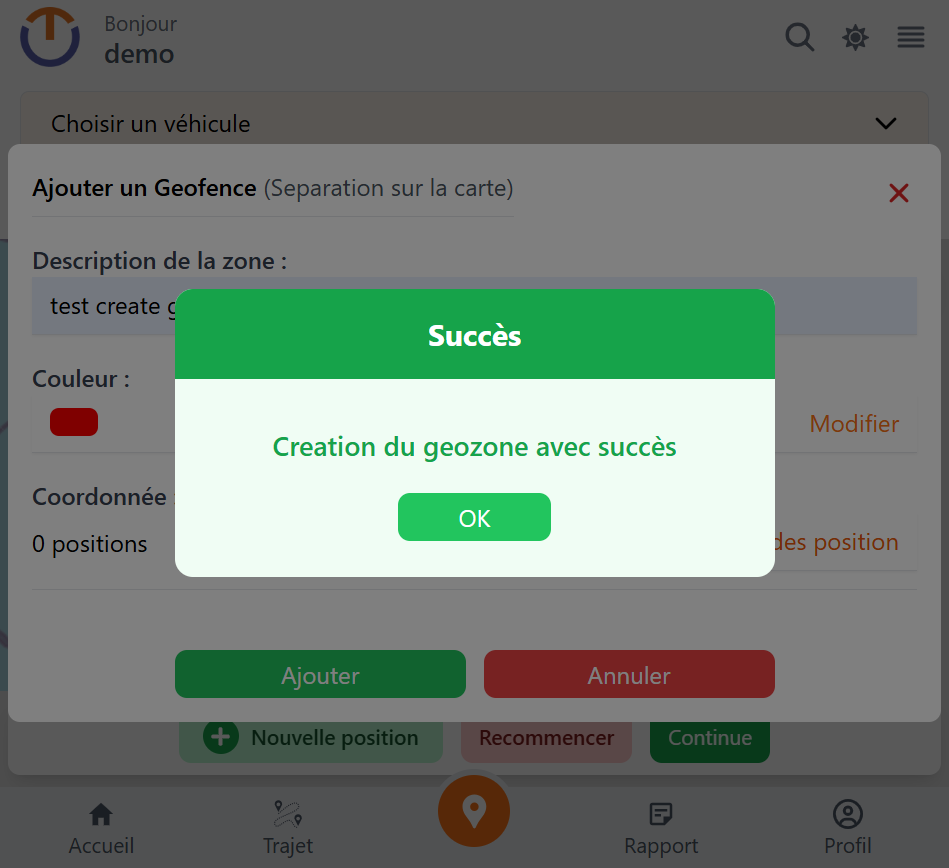 Bonjour
demo
Choisir un véhicule
Ajouter un Geofence (Separation sur la carte)
Description de la zone :
test create g
Succès
Couleur :
Modifier
Creation du geozone avec succès
Coordonnée :
OK
0 positions
des position
Ajouter
Annuler
Nouvelle position
Recommencer
Continue
Accueil
Trajet
Rapport
Profil